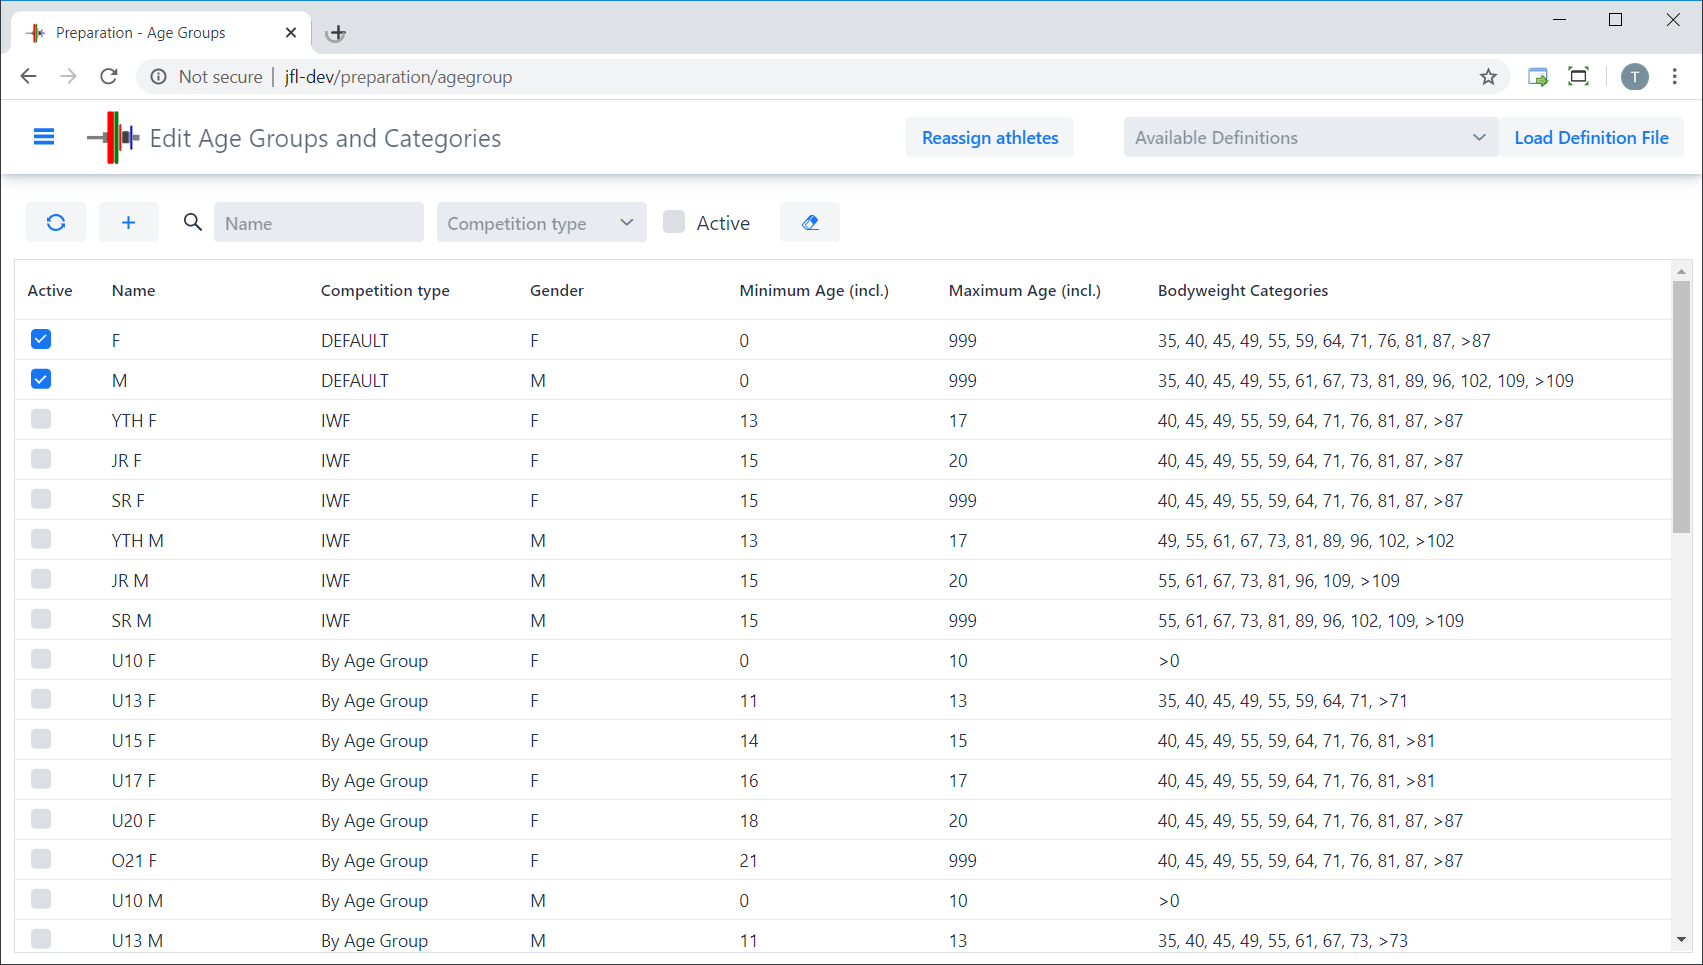 Preparation - Age Groups
Not secure | jfl-dev/preparation/agegroup
T
Edit Age Groups and Categories
Reassign athletes
Available Definitions
Load Definition File
Name
Competition type
Active
Active Name Competition type Gender Minimum Age (incl.) Maximum Age (incl.) Bodyweight Categories
F DEFAULT F 0 999 35, 40, 45, 49, 55, 59, 64, 71, 76, 81, 87, >87
M DEFAULT M 0 999 35, 40, 45, 49, 55, 61, 67, 73, 81, 89, 96, 102, 109, >109
YTH F IWF F 13 17 40, 45, 49, 55, 59, 64, 71, 76, 81, 87, >87
JR F IWF F 15 20 40, 45, 49, 55, 59, 64, 71, 76, 81, 87, >87
SR F IWF F 15 999 40, 45, 49, 55, 59, 64, 71, 76, 81, 87, >87
YTH M IWF M 13 17 49, 55, 61, 67, 73, 81, 89, 96, 102, >102
JR M IWF M 15 20 55, 61, 67, 73, 81, 96, 109, >109
SR M IWF M 15 999 55, 61, 67, 73, 81, 89, 96, 102, 109, >109
U10 F By Age Group F 0 10 >0
U13 F By Age Group F 11 13 35, 40, 45, 49, 55, 59, 64, 71, >71
U15 F By Age Group F 14 15 40, 45, 49, 55, 59, 64, 71, 76, 81, >81
U17 F By Age Group F 16 17 40, 45, 49, 55, 59, 64, 71, 76, 81, >81
U20 F By Age Group F 18 20 40, 45, 49, 55, 59, 64, 71, 76, 81, 87, >87
O21 F By Age Group F 21 999 40, 45, 49, 55, 59, 64, 71, 76, 81, 87, >87
U10 M By Age Group M 0 10 >0
U13 M By Age Group M 11 13 35, 40, 45, 49, 55, 61, 67, 73, >73